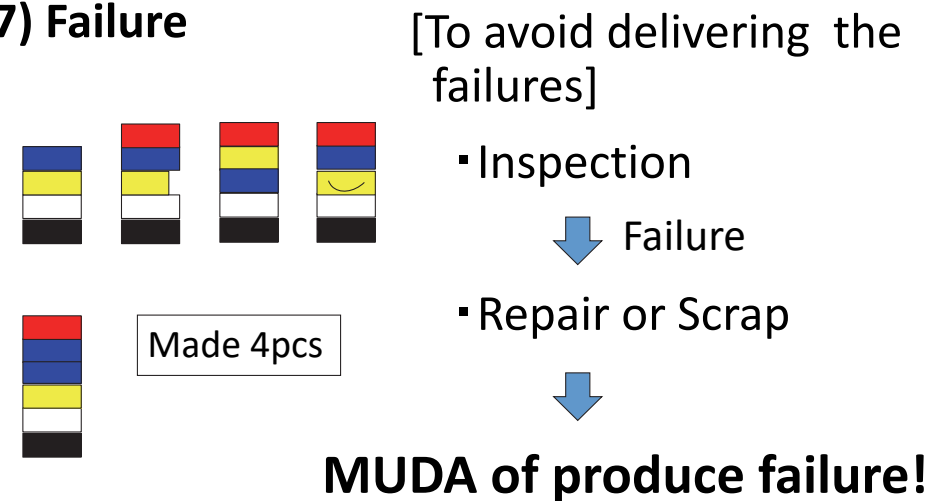 7) Failure
[To avoid delivering the
failures]
▪Inspection
Failure
▪Repair or Scrap
Made 4pcs
MUDA of produce failure!